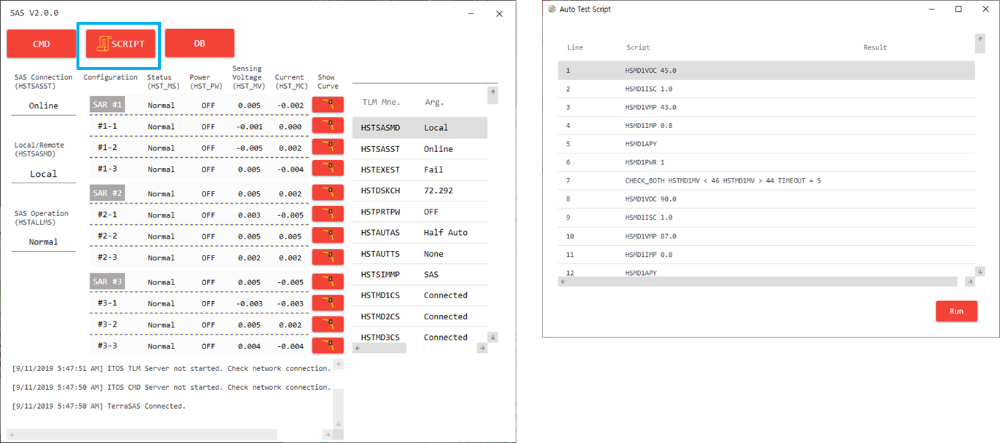 SAS V2.0.0
CMD
SCRIPT
DB
SAS Connection
(HSTSASST)
Online
Local/Remote
(HSTSASMD)
Local
SAS Operation
(HSTALLMS)
Normal
Configuration Status (HST_MS) Power (HST_PW) Sensing Voltage (HST_MV) Current (HST_MC) Show Curve
SAR #1 Normal OFF 0.005 -0.002
#1-1 Normal OFF -0.001 0.000
#1-2 Normal OFF -0.005 0.002
#1-3 Normal OFF 0.005 -0.004
SAR #2 Normal OFF 0.005 0.002
#2-1 Normal OFF 0.003 -0.005
#2-2 Normal OFF 0.005 0.005
#2-3 Normal OFF 0.002 0.002
SAR #3 Normal OFF 0.005 -0.005
#3-1 Normal OFF -0.003 -0.003
#3-2 Normal OFF 0.005 0.002
#3-3 Normal OFF 0.004 -0.004
TLM Mne. Arg.
HSTSASMD Local
HSTSASST Online
HSTEXEST Fail
HSTDSKCH 72.292
HSTPRTPW OFF
HSTAUTAS Half Auto
HSTAUTTS None
HSTSIMMP SAS
HSTMD1CS Connected
HSTMD2CS Connected
HSTMD3CS Connected
[9/11/2019 5:47:51 AM] ITOS TLM Server not started. Check network connection.
[9/11/2019 5:47:50 AM] ITOS CMD Server not started. Check network connection.
[9/11/2019 5:47:50 AM] TerraSAS Connected.
Auto Test Script
Line Script Result
1 HSMD1VOC 45.0
2 HSMD1ISC 1.0
3 HSMD1VMP 43.0
4 HSMD1IMP 0.8
5 HSMD1APY
6 HSMD1PWR 1
7 CHECK_BOTH HSTMD1MV < 46 HSTMD1MV > 44 TIMEOUT = 5
8 HSMD1VOC 90.0
9 HSMD1ISC 1.0
10 HSMD1VMP 87.0
11 HSMD1IMP 0.8
12 HSMD1APY
Run